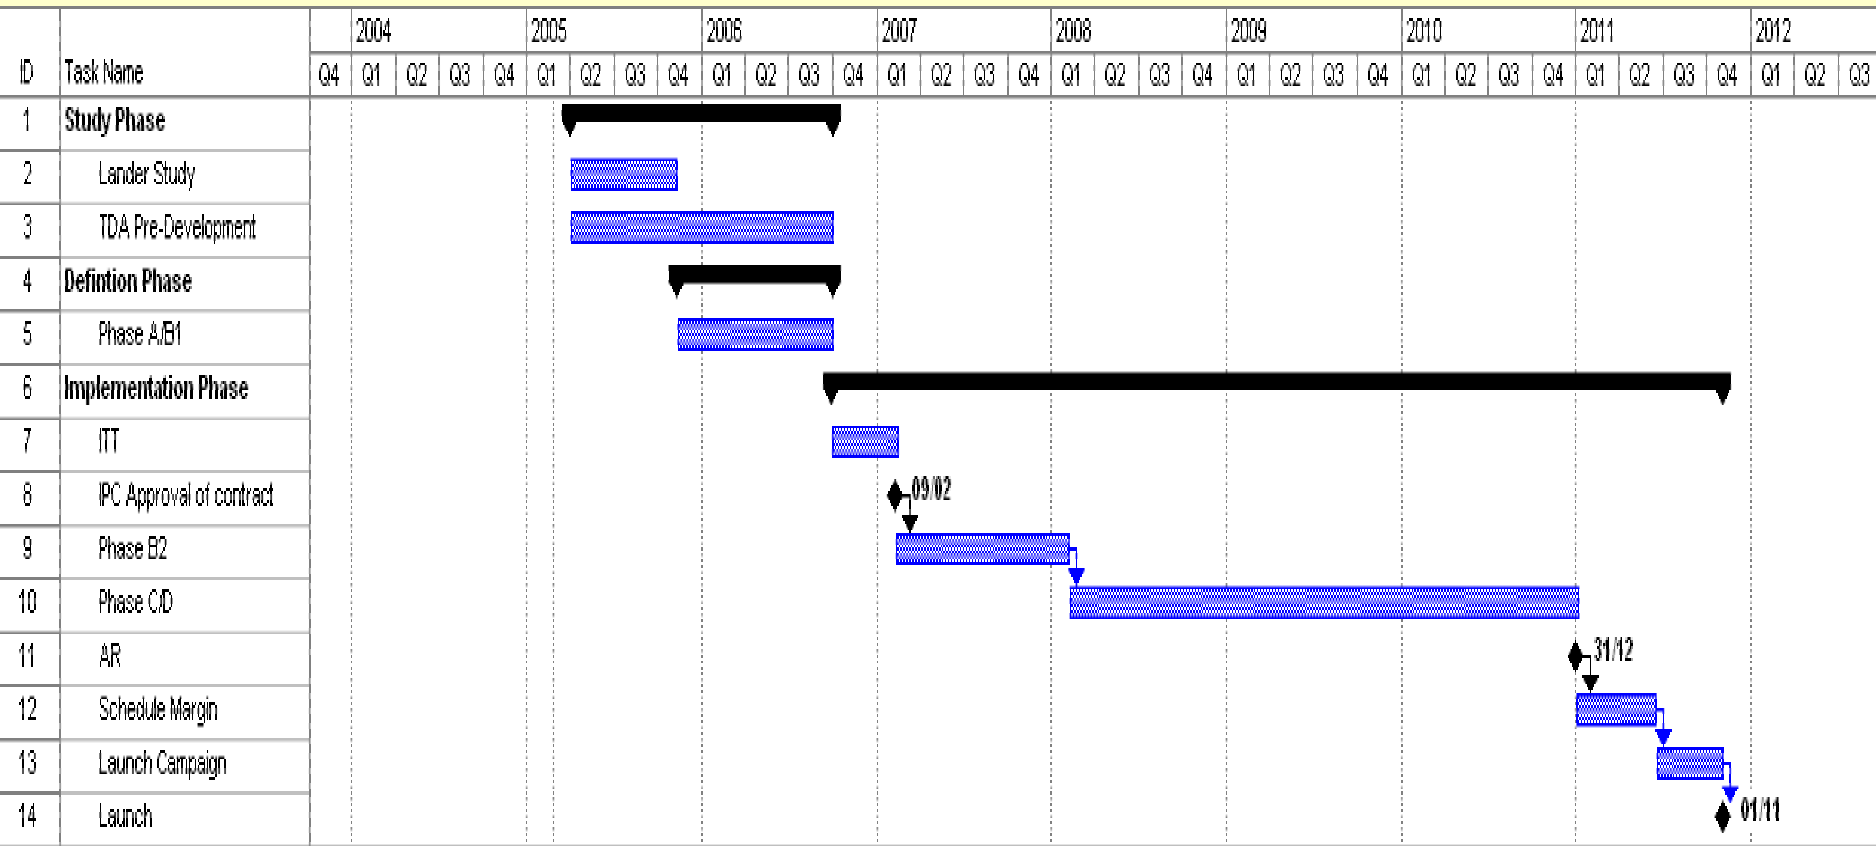 2004 2005 2006 2007 2008 2009 2010 2011 2012
ID Task Name Q4 Q1 Q2 Q3 Q4 Q1 Q2 Q3 Q4 Q1 Q2 Q3 Q4 Q1 Q2 Q3 Q4 Q1 Q2 Q3 Q4 Q1 Q2 Q3 Q4 Q1 Q2 Q3 Q4 Q1 Q2 Q3 Q4 Q1 Q2 Q3
1 Study Phase
2 Lander Study
3 TDA Pre-Development
4 Defintion Phase
5 Phase A/B1
6 Implementation Phase
7 ITT
8 IPC Approval of contract 09/02
9 Phase B2
10 Phase C/D
11 AR 31/12
12 Schedule Margin
13 Launch Campaign
14 Launch 01/11